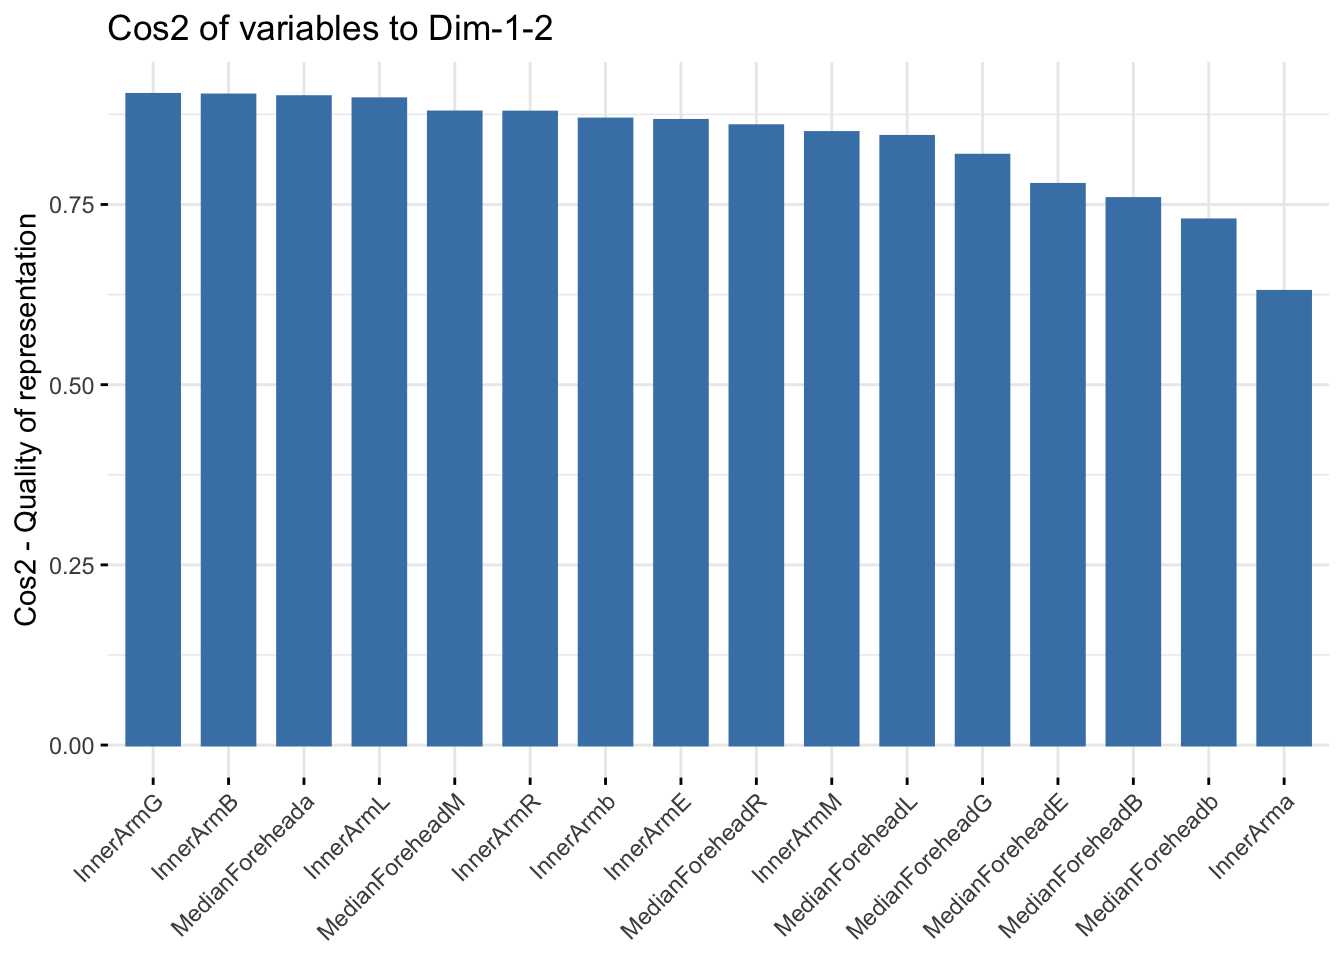 Cos2 of variables to Dim-1-2
Cos2 - Quality of representation
0.75
0.50
0.25
0.00
InnerArmG
InnerArmB
MedianForeheada
InnerArmL
MedianForeheadM
InnerArmR
InnerArmb
InnerArmE
MedianForeheadR
InnerArmM
MedianForeheadL
MedianForeheadG
MedianForeheadE
MedianForeheadB
MedianForeheadb
InnerArma